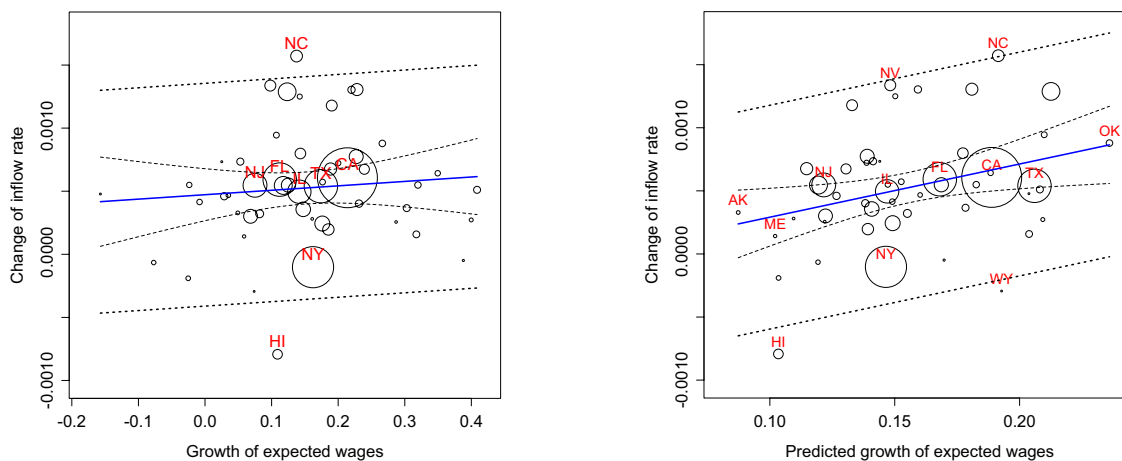 Change of inflow rate
0.0010
0.0000
-0.0010
NC
NJ
FL
IL
TX
CA
NY
HI
-0.2
0.0
0.1
0.2
0.3
0.4
0.5
Growth of expected wages
Change of inflow rate
0.0010
0.0000
-0.0010
NC
NV
OK
NJ
FL
CA
IL
TX
AK
ME
NY
WY
HI
0.10
0.15
0.20
Predicted growth of expected wages